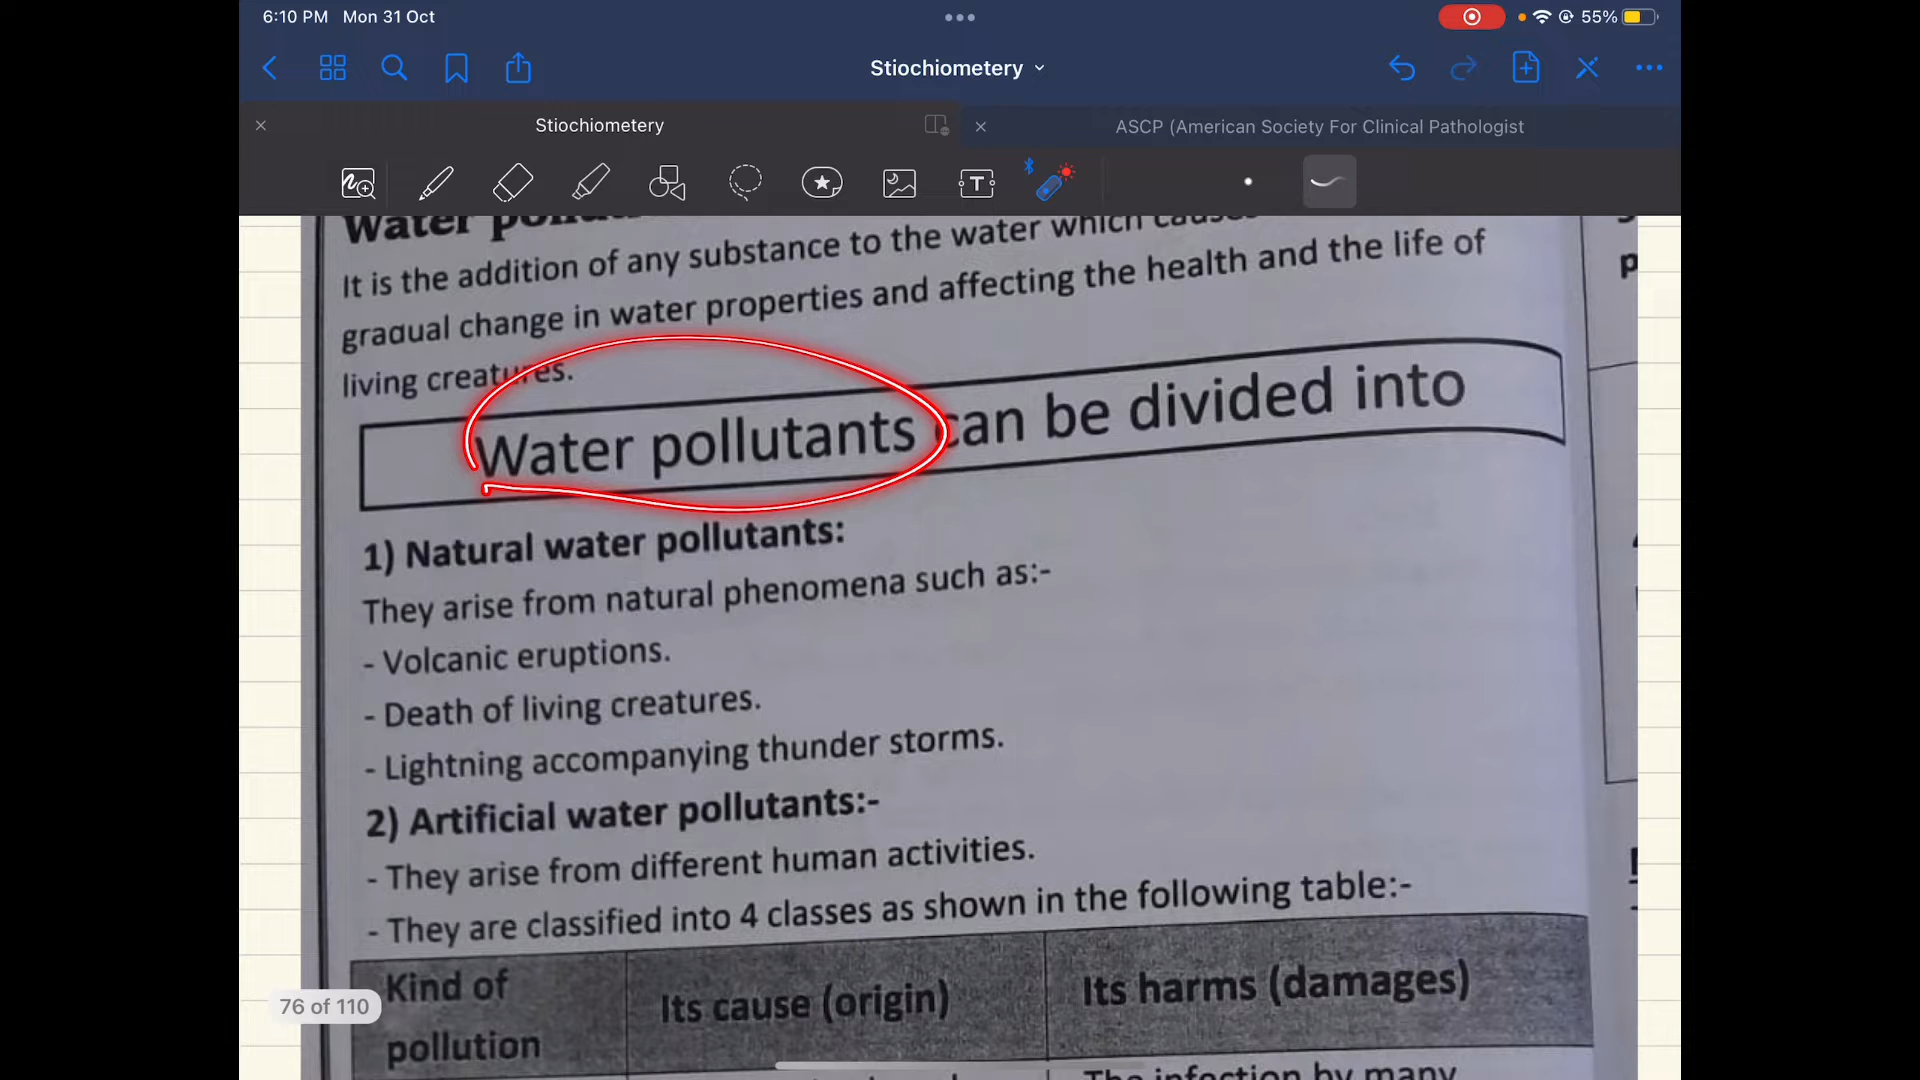 6:10 PM Mon 31 Oct
55%
Stiochiometery
Stiochiometery
ASCP (American Society For Clinical Pathologist
Water
It is the addition of any substance to the water which
gradual change in water properties and affecting the health and the life of
living creatures.
Water pollutants can be divided into
1) Natural water pollutants:
They arise from natural phenomena such as:-
- Volcanic eruptions.
- Death of living creatures.
- Lightning accompanying thunder storms.
2) Artificial water pollutants:-
- They arise from different human activities.
- They are classified into 4 classes as shown in the following table:-
Kind of
pollution
Its cause (origin)
Its harms (damages)
The infection by many
76 of 110